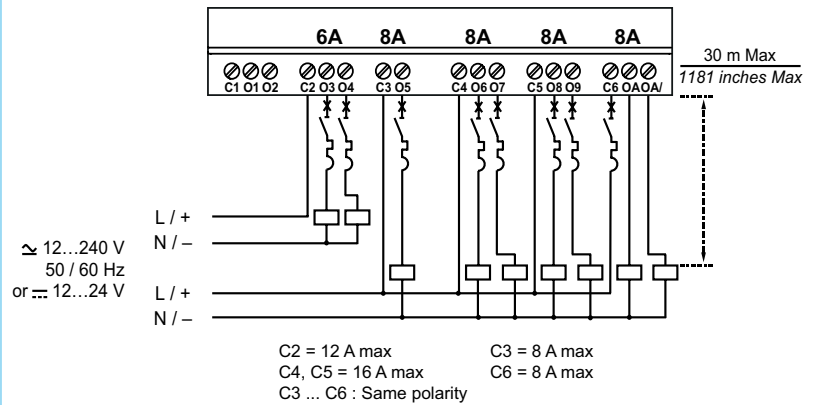 6A 8A 8A 8A 8A
C1 O1 O2 C2 O3 O4 C3 O5 C4 O6 O7 C5 O8 O9 C6 OA OA/
30 m Max
1181 inches Max
L / +
N / –
≃ 12...240 V
50 / 60 Hz
or ⎓ 12...24 V
L / +
N / –
C2 = 12 A max C3 = 8 A max
C4, C5 = 16 A max C6 = 8 A max
C3 ... C6 : Same polarity